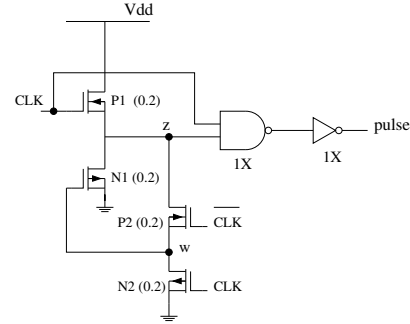 Vdd
CLK
P1 (0.2)
z
pulse
1X
1X
N1 (0.2)
P2 (0.2)
CLK
w
N2 (0.2)
CLK